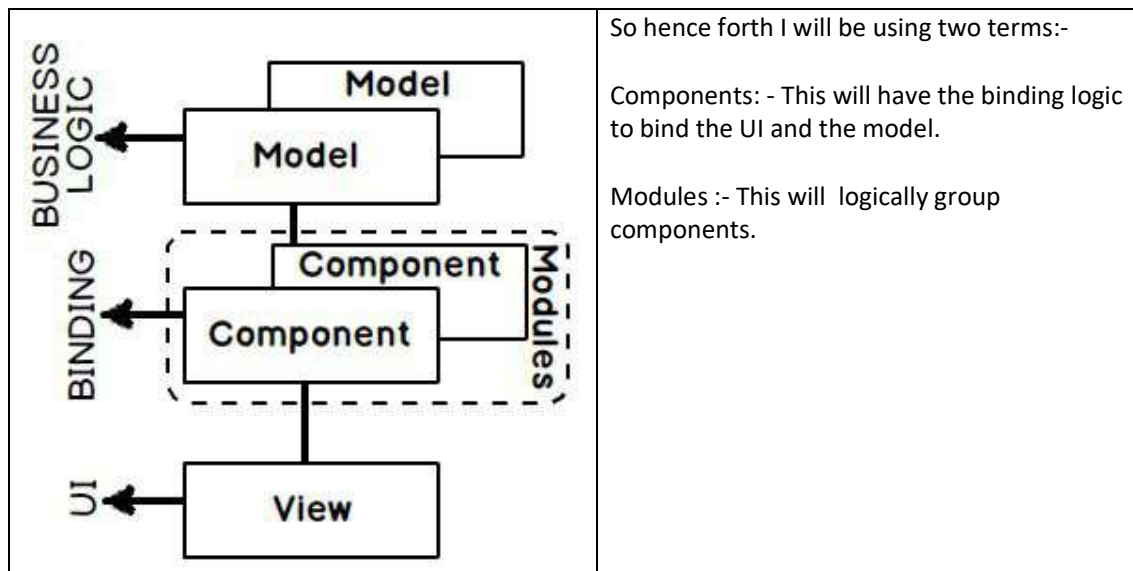 BUSINESS
LOGIC
Model
Model
BINDING
Component
Component
Modules
UI
View
So hence forth I will be using two terms:-
Components: - This will have the binding logic
to bind the UI and the model.
Modules :- This will  logically group
components.